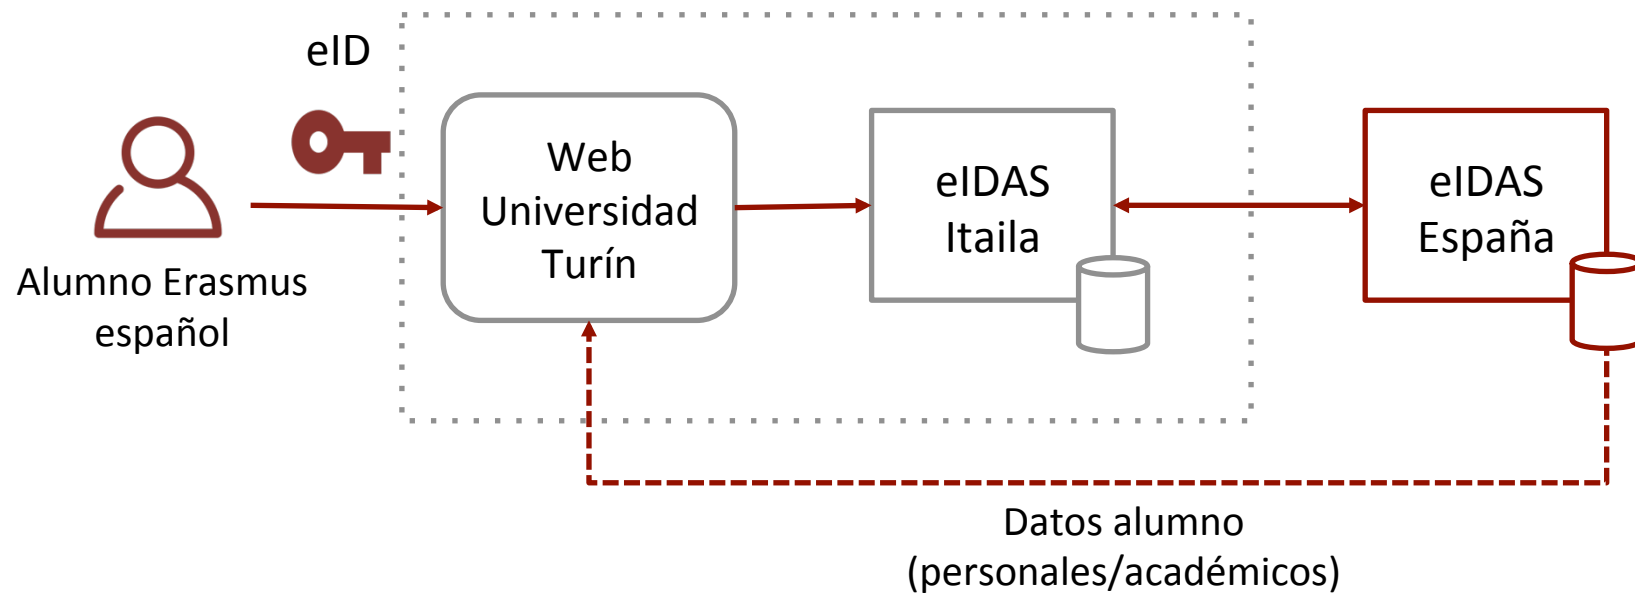 eID
Alumno Erasmus
español
Web
Universidad
Turín
eIDAS
Itaila
eIDAS
España
Datos alumno
(personales/académicos)